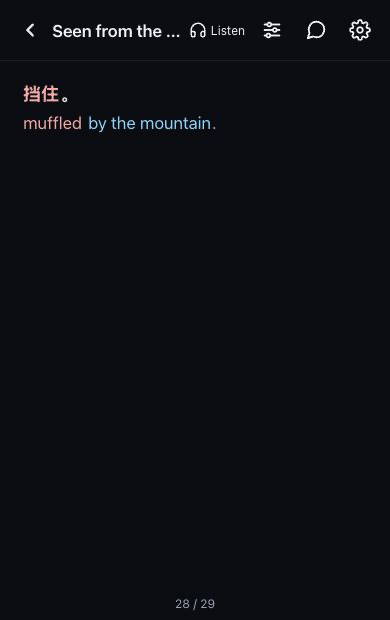 Seen from the ... Listen
挡住。
muffled by the mountain.
28 / 29